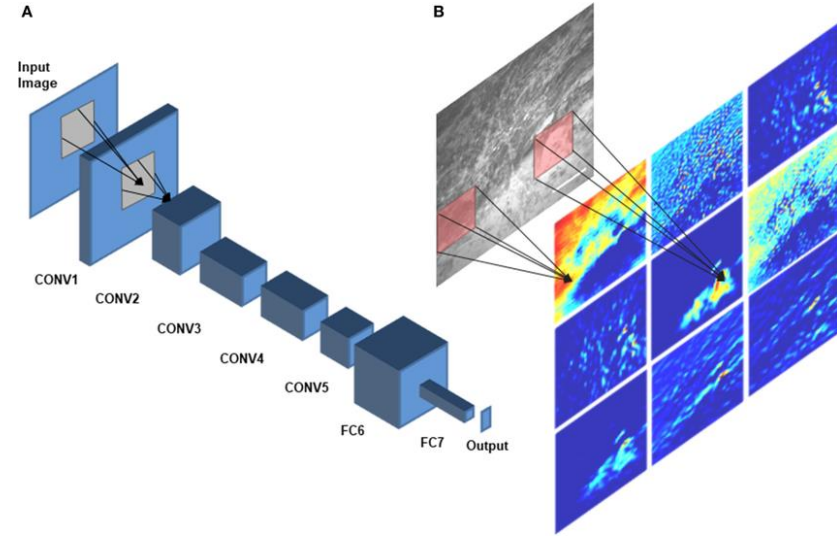 A
B
Input
Image
CONV1
CONV2
CONV3
CONV4
CONV5
FC6
FC7
Output